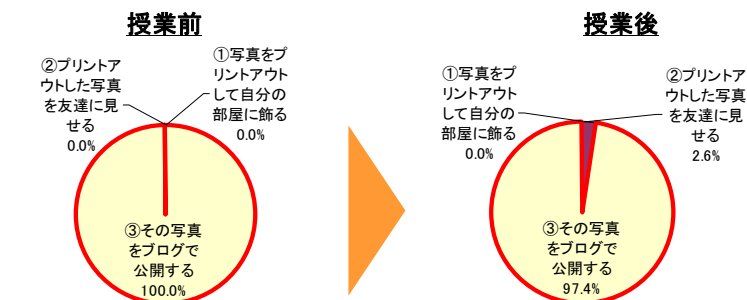 授業前
②プリントア
ウトした写真
を友達に見
せる
0.0%
①写真をプ
リントアウト
して自分の
部屋に飾る
0.0%
③その写真
をブログで
公開する
100.0%
授業後
①写真をプ
リントアウト
して自分の
部屋に飾る
0.0%
②プリントア
ウトした写真
を友達に見
せる
2.6%
③その写真
をブログで
公開する
97.4%